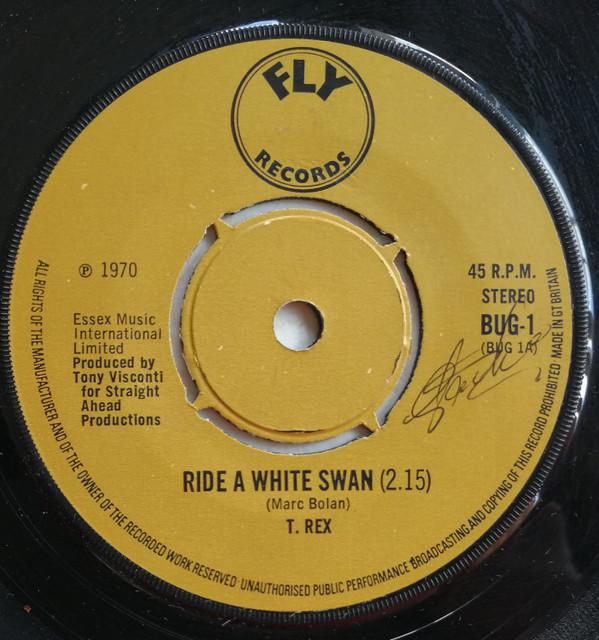 FLY
RECORDS
℗ 1970
45 R.P.M.
STEREO
BUG-1
(BUG 1A)
Essex Music
International
Limited
Produced by
Tony Visconti
for Straight
Ahead
Productions
RIDE A WHITE SWAN (2.15)
(Marc Bolan)
T. REX
ALL RIGHTS OF THE MANUFACTURER AND OF THE OWNER OF THE RECORDED WORK RESERVED UNAUTHORISED PUBLIC PERFORMANCE BROADCASTING AND COPYING OF THIS RECORD PROHIBITED MADE IN GT BRITAIN